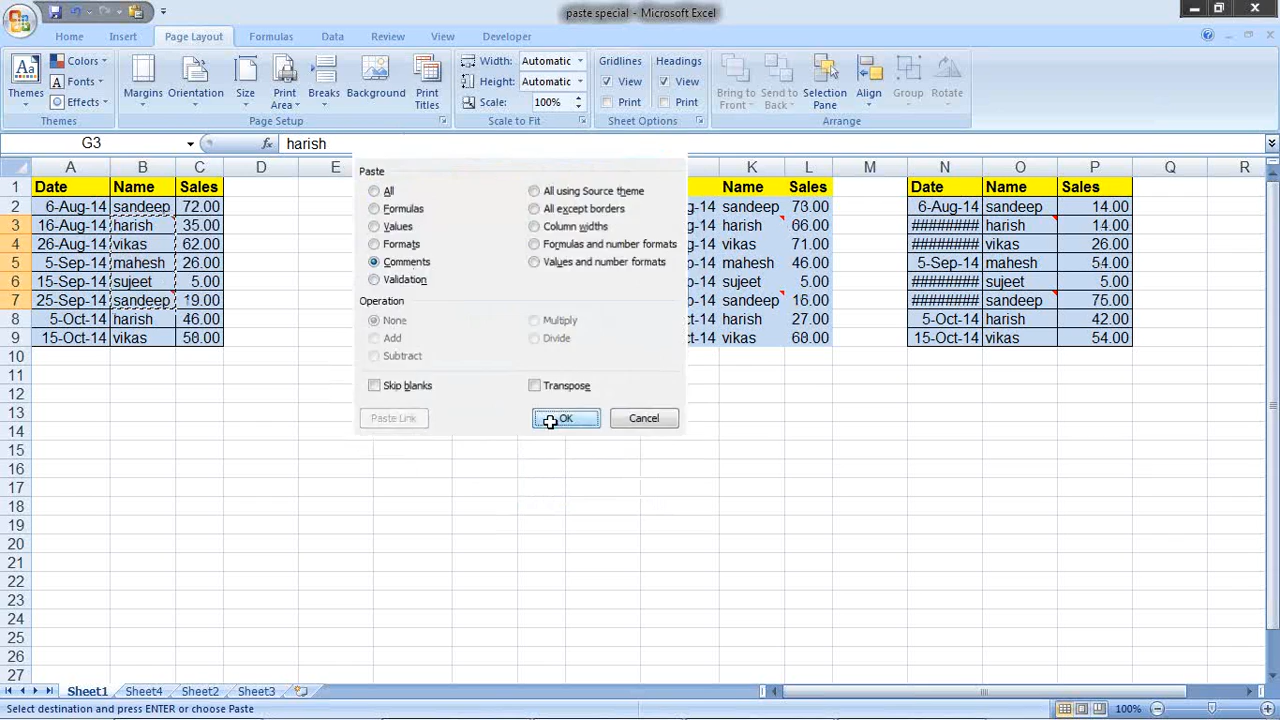 paste special - Microsoft Excel
Home Insert Page Layout Formulas Data Review View Developer
Themes Colors Fonts Effects
Themes
Margins Orientation Size Print Area Breaks Background Print Titles
Page Setup
Width: Automatic
Height: Automatic
Scale: 100%
Scale to Fit
Gridlines Headings
View View
Print Print
Sheet Options
Bring to Front Send to Back Selection Pane Align Group Rotate
Arrange
G3 fx harish
A B C D E K L M N O P Q R
1 Date Name Sales Name Sales Date Name Sales
2 6-Aug-14 sandeep 72.00 ug-14 sandeep 73.00 6-Aug-14 sandeep 14.00
3 16-Aug-14 harish 35.00 ug-14 harish 66.00 ######### harish 14.00
4 26-Aug-14 vikas 62.00 ug-14 vikas 71.00 ######### vikas 26.00
5 5-Sep-14 mahesh 26.00 ep-14 mahesh 46.00 5-Sep-14 mahesh 54.00
6 15-Sep-14 sujeet 5.00 ep-14 sujeet 5.00 ######### sujeet 6.00
7 25-Sep-14 sandeep 19.00 ep-14 sandeep 16.00 ######### sandeep 75.00
8 5-Oct-14 harish 46.00 ct-14 harish 27.00 5-Oct-14 harish 42.00
9 15-Oct-14 vikas 58.00 ct-14 vikas 68.00 15-Oct-14 vikas 54.00
10
11
12
13
14
15
16
17
18
19
20
21
22
23
24
25
26
27
Paste
All All using Source theme
Formulas All except borders
Values Column widths
Formats Formulas and number formats
Comments Values and number formats
Validation
Operation
None Multiply
Add Divide
Subtract
Skip blanks Transpose
Paste Link OK Cancel
Sheet1 Sheet4 Sheet2 Sheet3
Select destination and press ENTER or choose Paste 100%